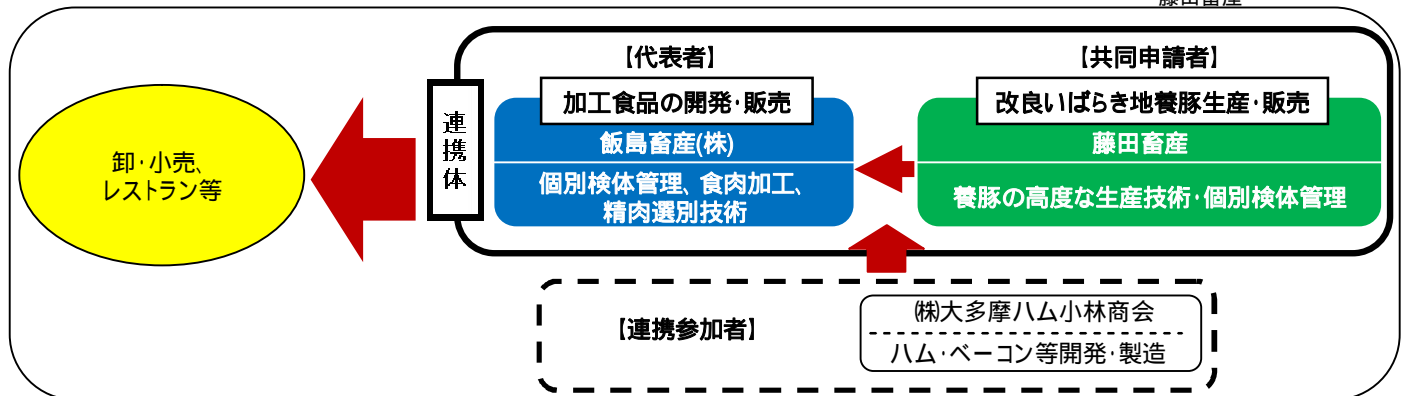 藤田畜産
【代表者】
【共同申請者】
加工食品の開発・販売
改良いばらき地養豚生産・販売
連携体
飯島畜産(株)
藤田畜産
個別検体管理、食肉加工、
精肉選別技術
養豚の高度な生産技術・個別検体管理
卸・小売、
レストラン等
【連携参加者】
㈱大多摩ハム小林商会
ハム・ベーコン等開発・製造